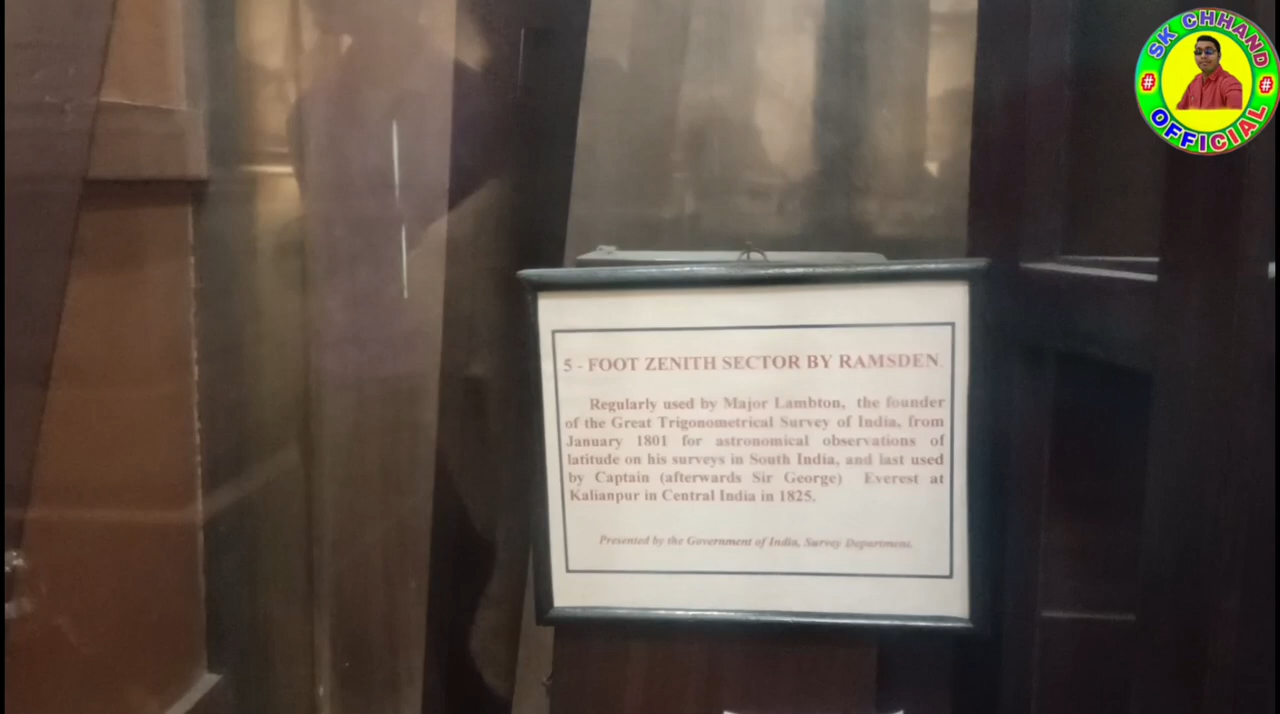 SK CHHAND
# #
OFFICIAL
5 - FOOT ZENITH SECTOR BY RAMSDEN.
Regularly used by Major Lambton, the founder
of the Great Trigonometrical Survey of India, from
January 1801 for astronomical observations of
latitude on his surveys in South India, and last used
by Captain (afterwards Sir George) Everest at
Kalianpur in Central India in 1825.
Presented by the Government of India, Survey Department.